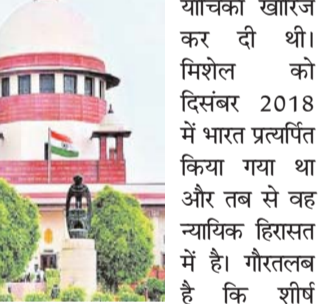 याचिका खारिज
कर दी थी।
मिशेल को
दिसंबर 2018
में भारत प्रत्यर्पित
किया गया था
और तब से वह
न्यायिक हिरासत
में है। गौरतलब
है कि शीर्ष